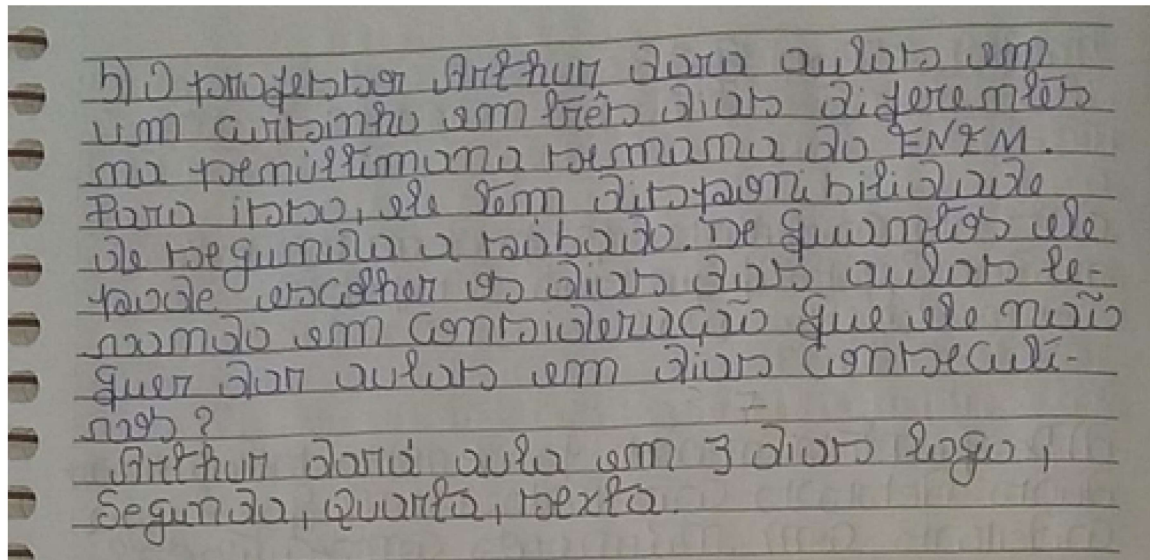 b) O professor Arthur dara aulas em
um cursinho em três dias diferentes
na penúltimana semana do ENEM.
Para isso, ele tem disponibilidade
de segunda a sábado. De quantos ele
pode escolher os dias das aulas le-
vando em consideração que ele não
quer dar aulas em dias consecuti-
vos?
Arthur dará aula em 3 dias logo,
Segunda, Quarta, sexta.